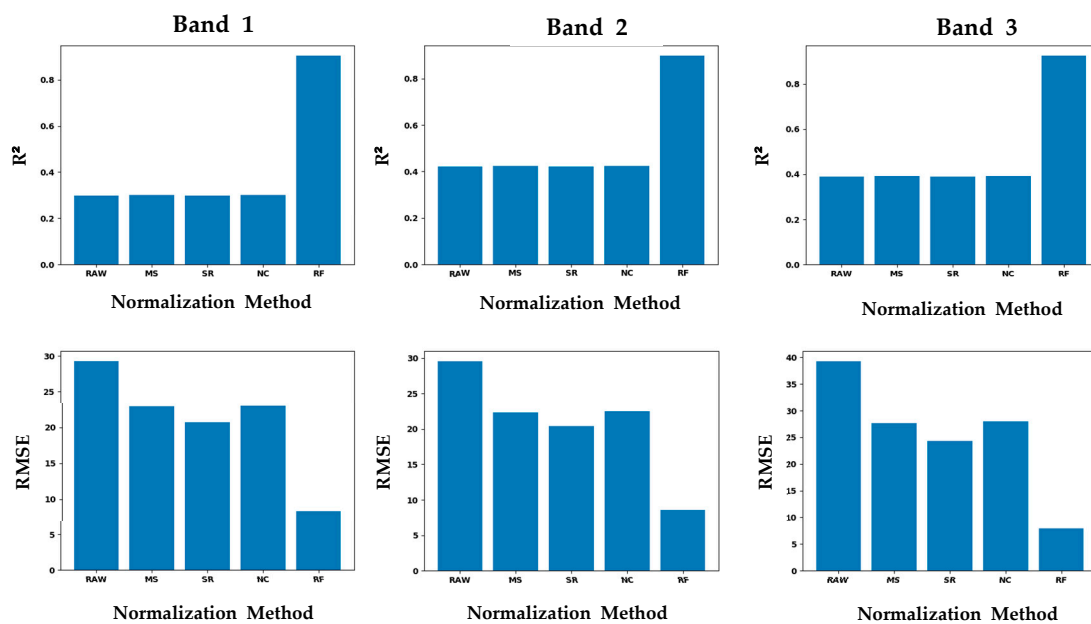 Band 1
R²
0.8
0.6
0.4
0.2
0.0
RAW MS SR NC RF
Normalization Method
Band 2
R²
0.8
0.6
0.4
0.2
0.0
RAW MS SR NC RF
Normalization Method
Band 3
R²
0.8
0.6
0.4
0.2
0.0
RAW MS SR NC RF
Normalization Method
RMSE
30
25
20
15
10
5
0
RAW MS SR NC RF
Normalization Method
RMSE
30
25
20
15
10
5
0
RAW MS SR NC RF
Normalization Method
RMSE
40
35
30
25
20
15
10
5
0
RAW MS SR NC RF
Normalization Method